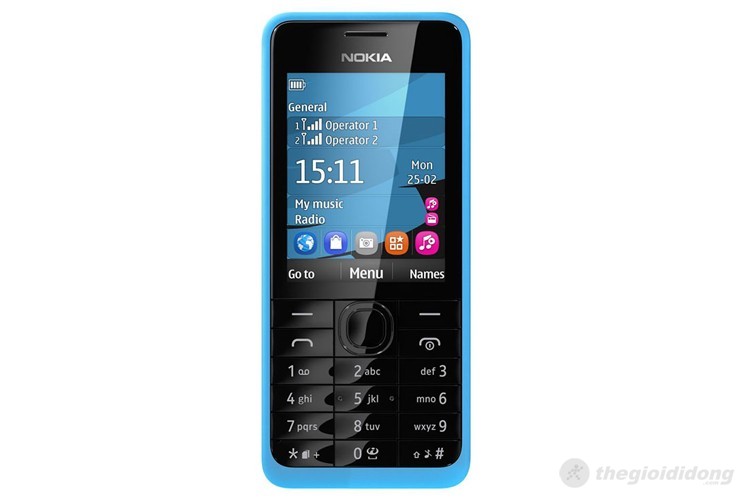 NOKIA
General
1 Operator 1
2 Operator 2
15:11 Mon
25-02
My music
Radio
Go to Menu Names
1 2 abc def 3
4 ghi 5 jkl mno 6
7 pqrs 8 tuv wxyz 9
* + 0 #
thegioididong
.com